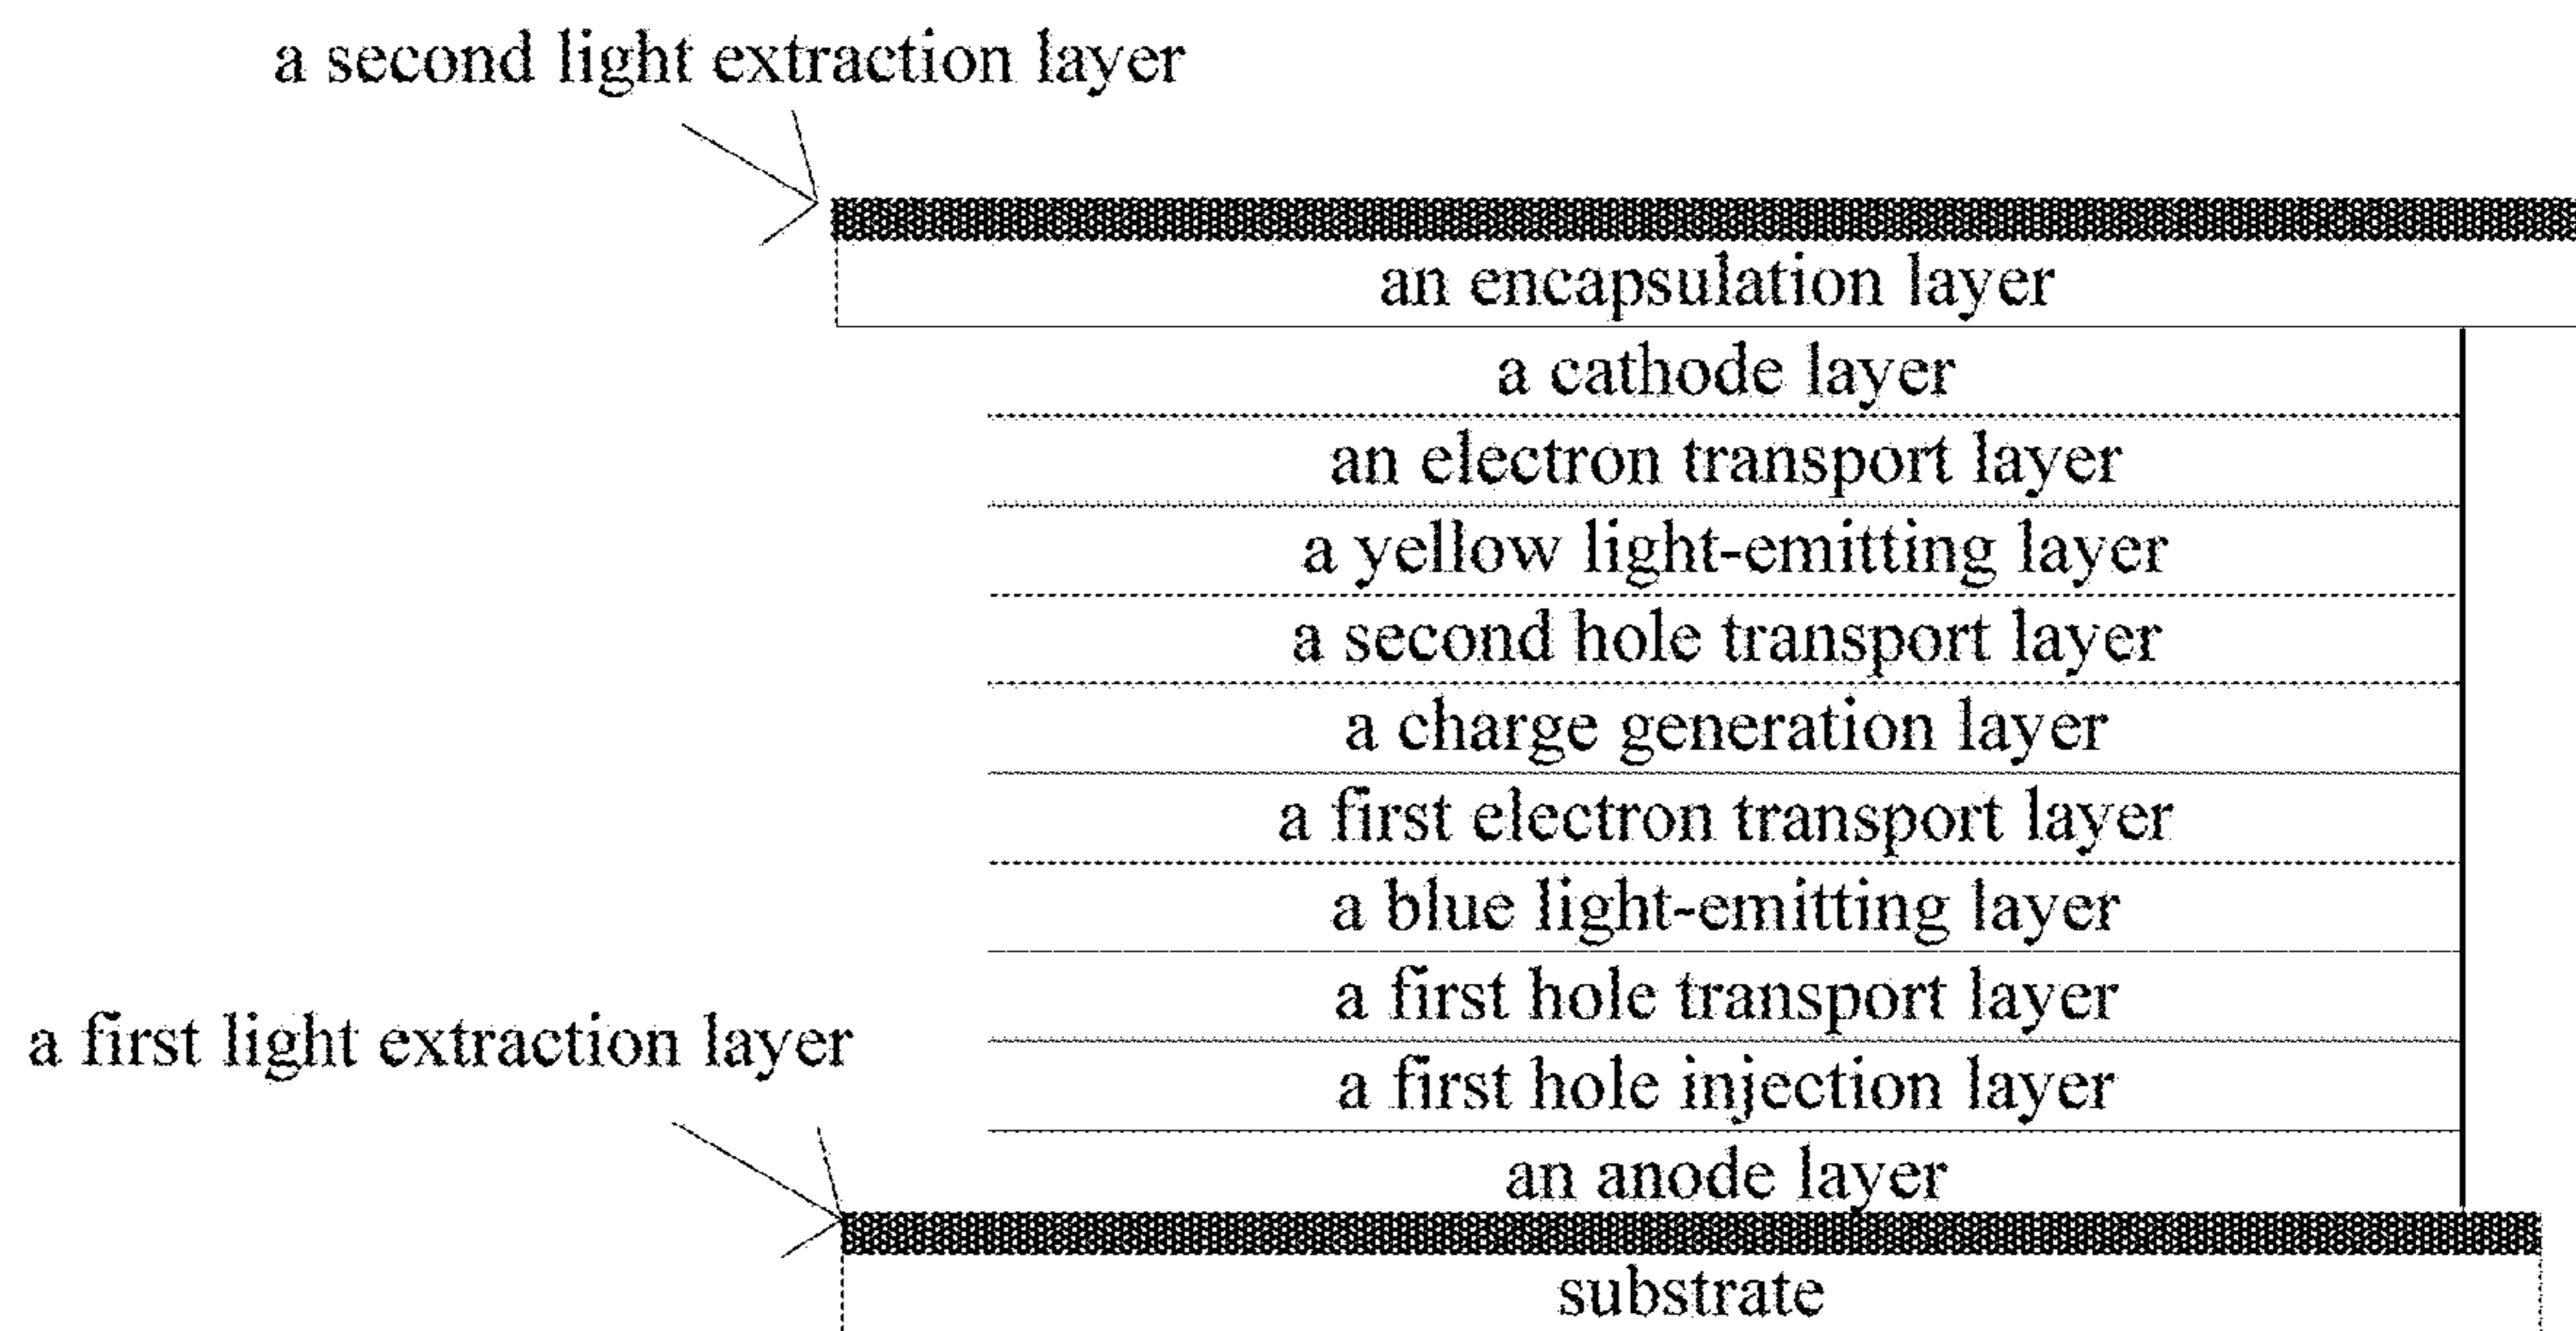 a second light extraction layer
an encapsulation layer
a cathode layer
an electron transport layer
a yellow light-emitting layer
a second hole transport layer
a charge generation layer
a first electron transport layer
a blue light-emitting layer
a first hole transport layer
a first light extraction layer
a first hole injection layer
an anode layer
substrate